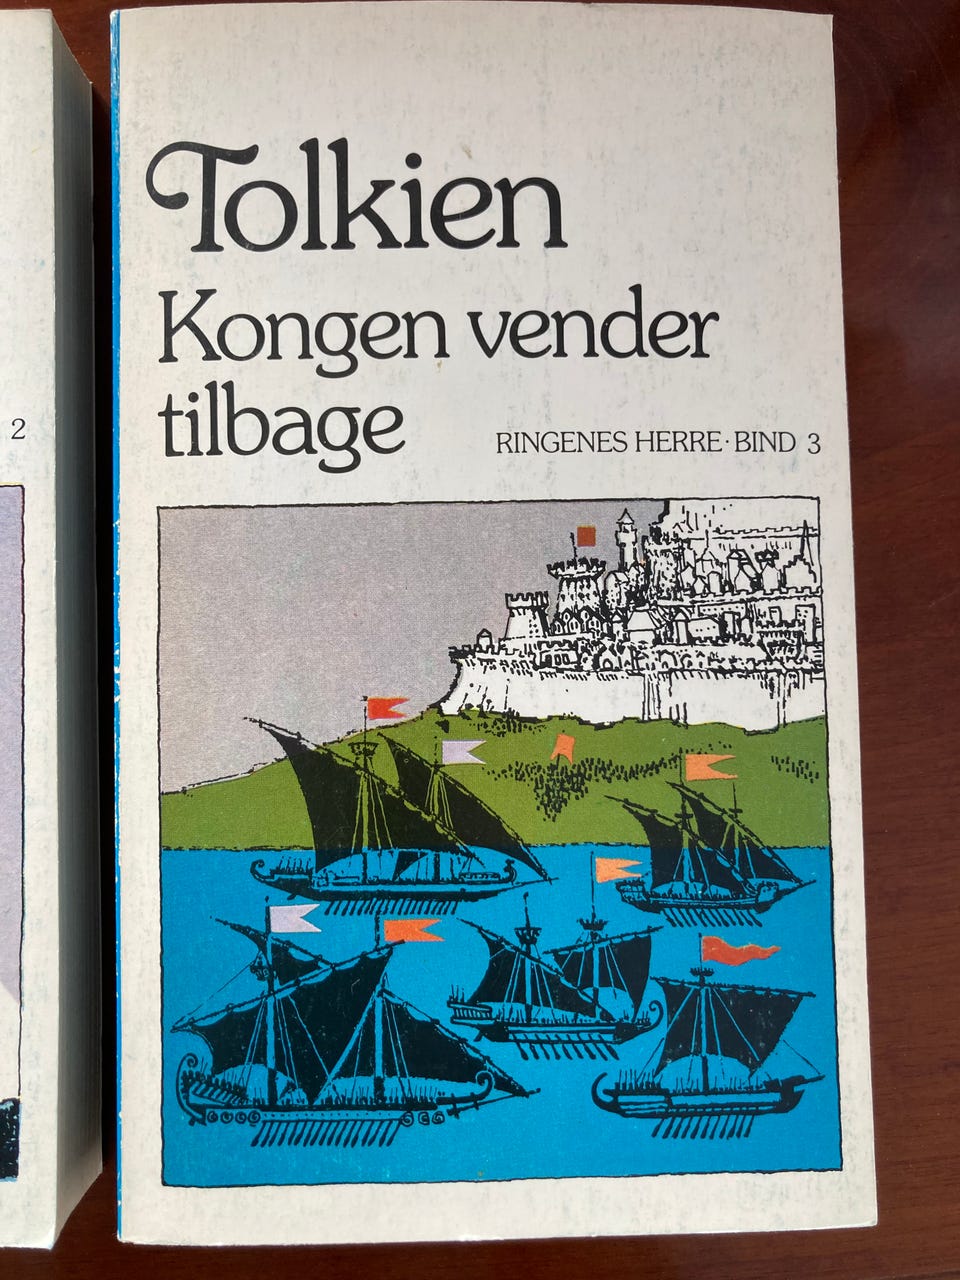 Tolkien
Kongen vender
tilbage
RINGENES HERRE · BIND 3
2